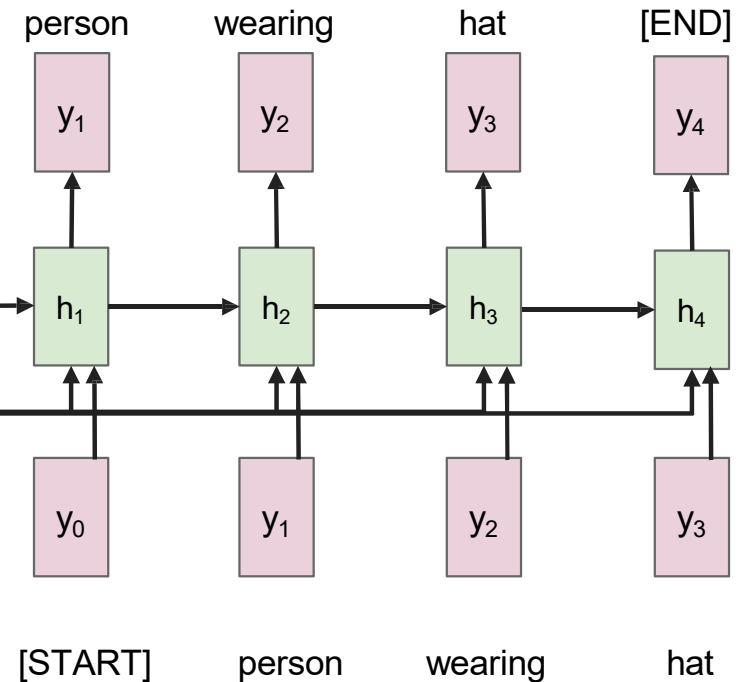 person wearing hat [END]
y₁ y₂ y₃ y₄
h₁ h₂ h₃ h₄
y₀ y₁ y₂ y₃
[START] person wearing hat